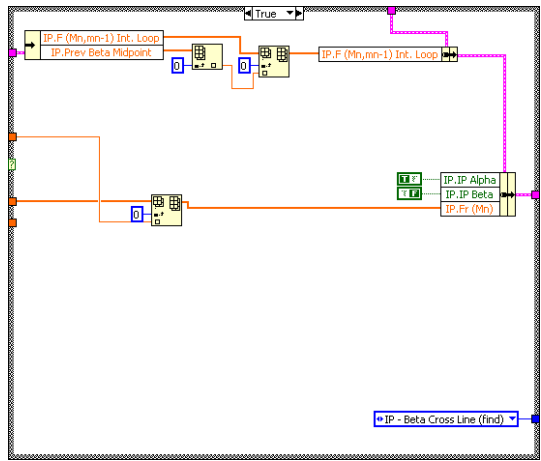 True
IP.F (Mn,mn-1) Int. Loop
IP.Prev Beta Midpoint
0
0
IP.F (Mn,mn-1) Int. Loop
?
T F
IP.IP Alpha
T F
IP.IP Beta
0
IP.Fr (Mn)
IP - Beta Cross Line (find)